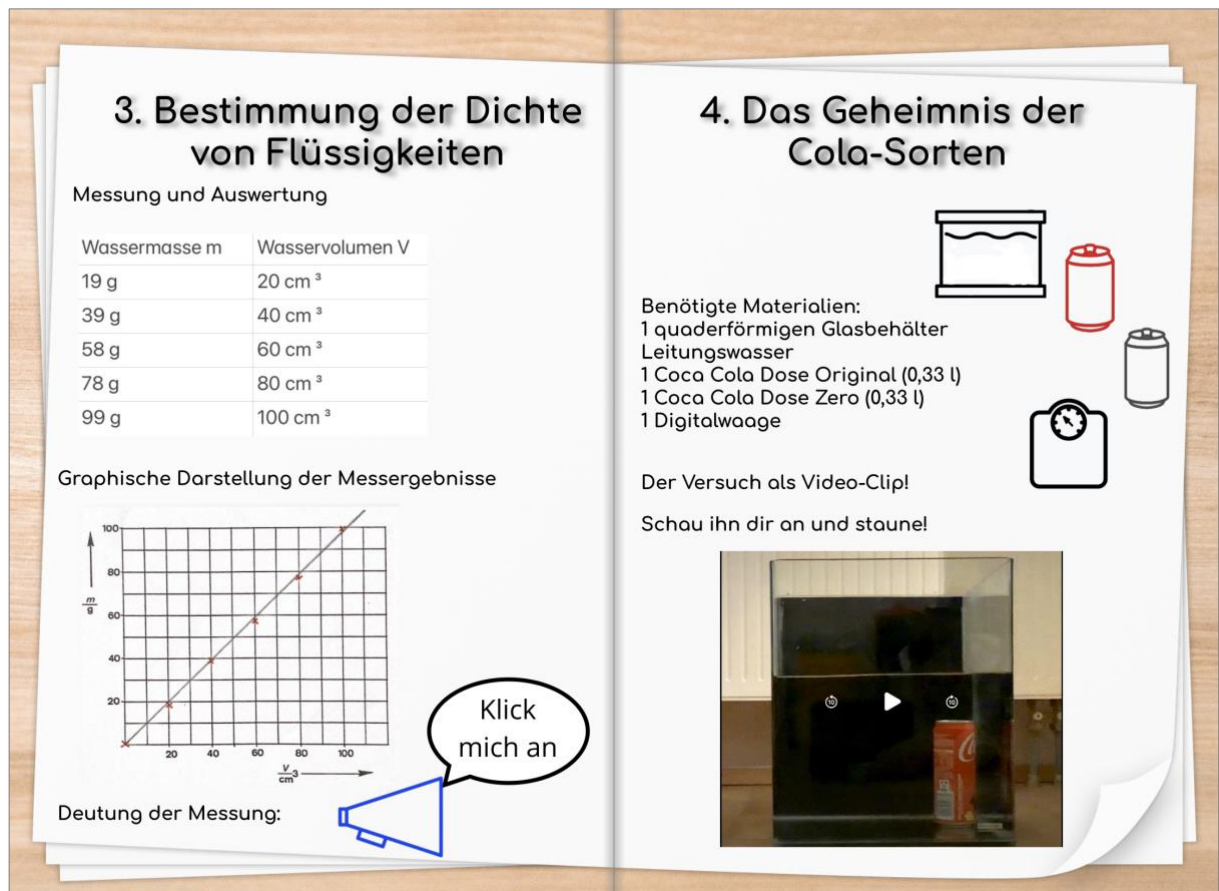 3. Bestimmung der Dichte
von Flüssigkeiten
Messung und Auswertung
Wassermasse m Wasservolumen V
19 g 20 cm ³
39 g 40 cm ³
58 g 60 cm ³
78 g 80 cm ³
99 g 100 cm ³
Graphische Darstellung der Messergebnisse
100
80
m
g
60
40
20
20 40 60 80 100
V
cm3
Klick
mich an
Deutung der Messung:
4. Das Geheimnis der
Cola-Sorten
Benötigte Materialien:
1 quaderförmigen Glasbehälter
Leitungswasser
1 Coca Cola Dose Original (0,33 l)
1 Coca Cola Dose Zero (0,33 l)
1 Digitalwaage
Der Versuch als Video-Clip!
Schau ihn dir an und staune!
10 10